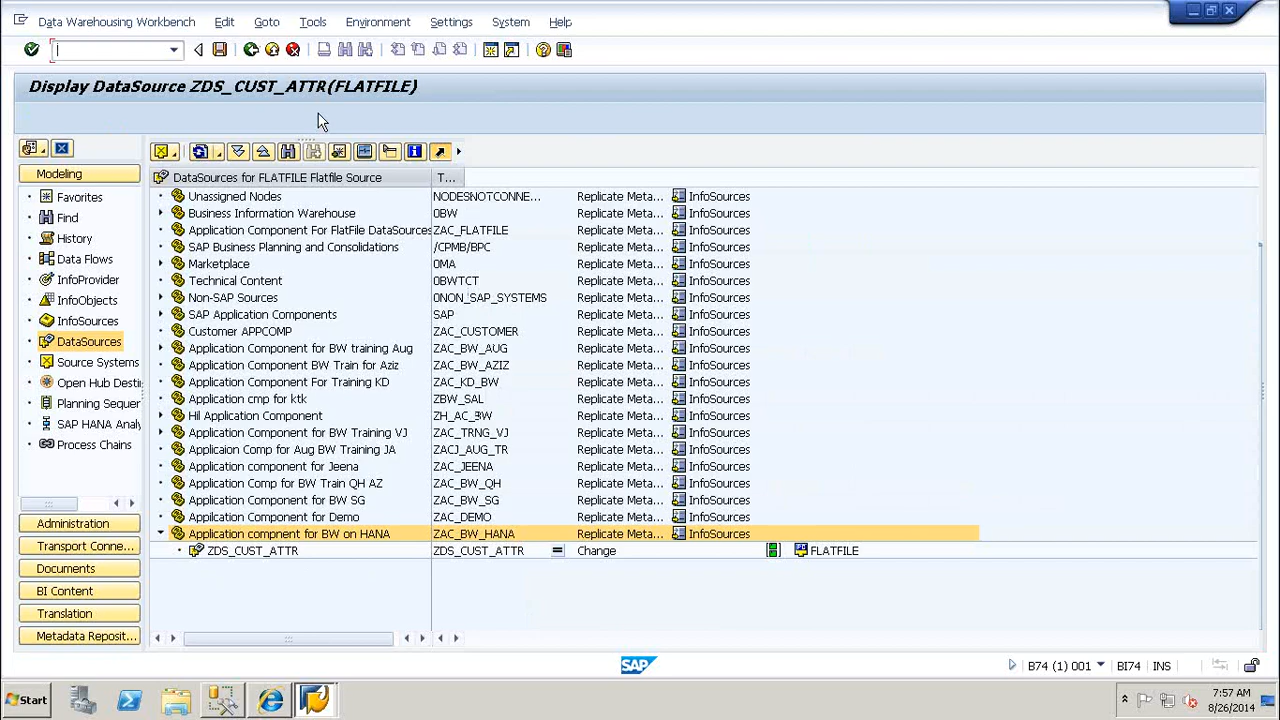 Data Warehousing Workbench Edit Goto Tools Environment Settings System Help
Display DataSource ZDS_CUST_ATTR(FLATFILE)
Modeling
Favorites
Find
History
Data Flows
InfoProvider
InfoObjects
InfoSources
DataSources
Source Systems
Open Hub Desti
Planning Sequer
SAP HANA Analy
Process Chains
Administration
Transport Conne...
Documents
BI Content
Translation
Metadata Reposit...
DataSources for FLATFILE Flatfile Source T...
Unassigned Nodes NODESNOTCONNE... Replicate Meta... InfoSources
Business Information Warehouse 0BW Replicate Meta... InfoSources
Application Component For FlatFile DataSources ZAC_FLATFILE Replicate Meta... InfoSources
SAP Business Planning and Consolidations /CPMB/BPC Replicate Meta... InfoSources
Marketplace 0MA Replicate Meta... InfoSources
Technical Content 0BWTCT Replicate Meta... InfoSources
Non-SAP Sources 0NON_SAP_SYSTEMS Replicate Meta... InfoSources
SAP Application Components SAP Replicate Meta... InfoSources
Customer APPCOMP ZAC_CUSTOMER Replicate Meta... InfoSources
Application Component for BW training Aug ZAC_BW_AUG Replicate Meta... InfoSources
Application Component BW Train for Aziz ZAC_BW_AZIZ Replicate Meta... InfoSources
Application Component For Training KD ZAC_KD_BW Replicate Meta... InfoSources
Application cmp for ktk ZBW_SAL Replicate Meta... InfoSources
Hil Application Component ZH_AC_BW Replicate Meta... InfoSources
Application Component for BW Training VJ ZAC_TRNG_VJ Replicate Meta... InfoSources
Applicaion Comp for Aug BW Training JA ZACJ_AUG_TR Replicate Meta... InfoSources
Application component for Jeena ZAC_JEENA Replicate Meta... InfoSources
Application Comp for BW Train QH AZ ZAC_BW_QH Replicate Meta... InfoSources
Application Component for BW SG ZAC_BW_SG Replicate Meta... InfoSources
Application Component for Demo ZAC_DEMO Replicate Meta... InfoSources
Application compnent for BW on HANA ZAC_BW_HANA Replicate Meta... InfoSources
ZDS_CUST_ATTR ZDS_CUST_ATTR = Change FLATFILE
SAP
B74 (1) 001 BI74 INS
Start
7:57 AM
8/26/2014